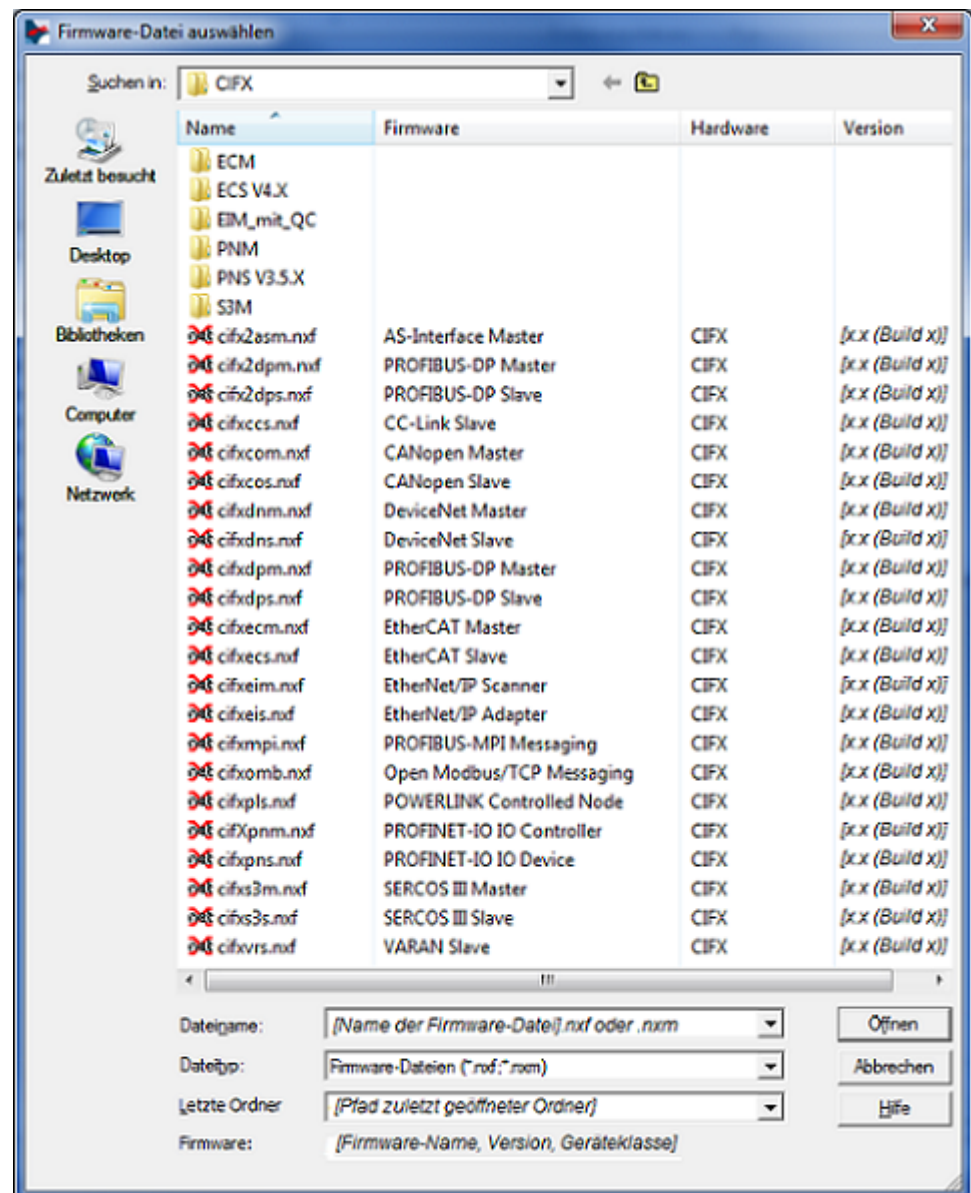 Firmware-Datei auswählen
Suchen in: CIFX
Zuletzt besucht
Desktop
Bibliotheken
Computer
Netzwerk
Name Firmware Hardware Version
ECM
ECS V4.X
EIM_mit_QC
PNM
PNS V3.5.X
S3M
cifx2asm.nxf AS-Interface Master CIFX [x.x (Build x)]
cifx2dpm.nxf PROFIBUS-DP Master CIFX [x.x (Build x)]
cifx2dps.nxf PROFIBUS-DP Slave CIFX [x.x (Build x)]
cifxccs.nxf CC-Link Slave CIFX [x.x (Build x)]
cifxcom.nxf CANopen Master CIFX [x.x (Build x)]
cifxcos.nxf CANopen Slave CIFX [x.x (Build x)]
cifxdnm.nxf DeviceNet Master CIFX [x.x (Build x)]
cifxdns.nxf DeviceNet Slave CIFX [x.x (Build x)]
cifxdpm.nxf PROFIBUS-DP Master CIFX [x.x (Build x)]
cifxdps.nxf PROFIBUS-DP Slave CIFX [x.x (Build x)]
cifxecm.nxf EtherCAT Master CIFX [x.x (Build x)]
cifxecs.nxf EtherCAT Slave CIFX [x.x (Build x)]
cifxeim.nxf EtherNet/IP Scanner CIFX [x.x (Build x)]
cifxeis.nxf EtherNet/IP Adapter CIFX [x.x (Build x)]
cifxmpi.nxf PROFIBUS-MPI Messaging CIFX [x.x (Build x)]
cifxomb.nxf Open Modbus/TCP Messaging CIFX [x.x (Build x)]
cifxpls.nxf POWERLINK Controlled Node CIFX [x.x (Build x)]
cifXpnm.nxf PROFINET-IO IO Controller CIFX [x.x (Build x)]
cifxpns.nxf PROFINET-IO IO Device CIFX [x.x (Build x)]
cifxs3m.nxf SERCOS III Master CIFX [x.x (Build x)]
cifxs3s.nxf SERCOS III Slave CIFX [x.x (Build x)]
cifxvrs.nxf VARAN Slave CIFX [x.x (Build x)]
Dateiname: [Name der Firmware-Datei].nxf oder .nxm Öffnen
Dateityp: Firmware-Dateien (*.nxf;*.nxm) Abbrechen
Letzte Ordner [Pfad zuletzt geöffneter Ordner] Hilfe
Firmware: [Firmware-Name, Version, Geräteklasse]